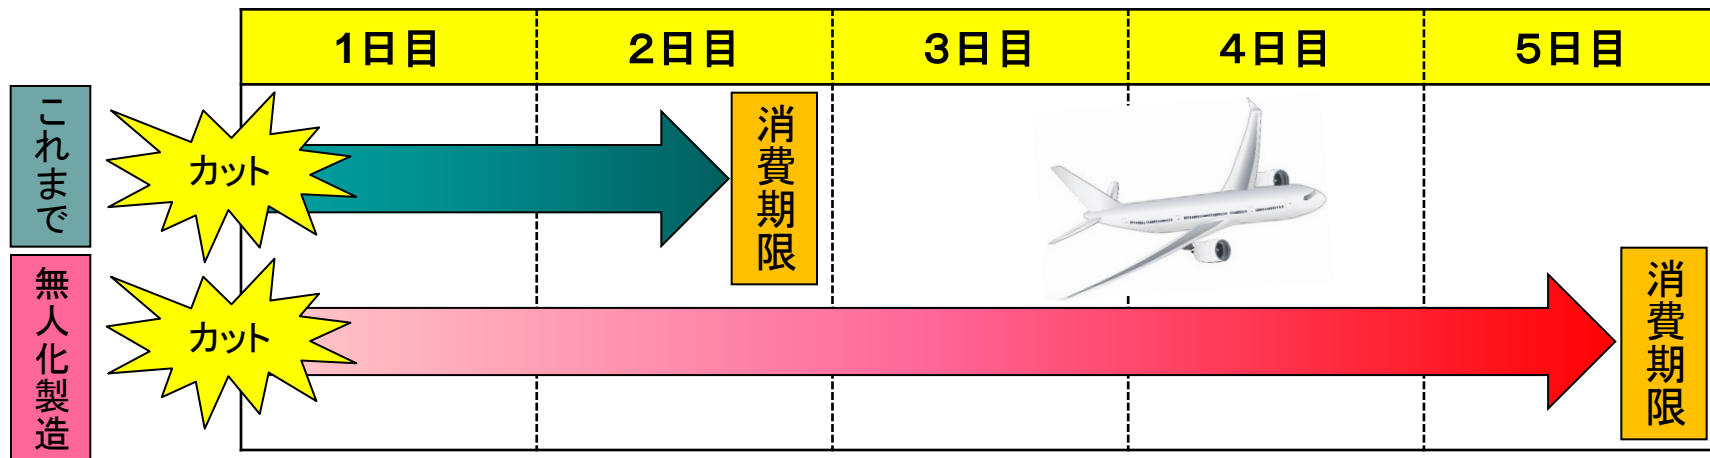 1日目 2日目 3日目 4日目 5日目
これまで
カット
消費期限
無人化製造
カット
消費期限